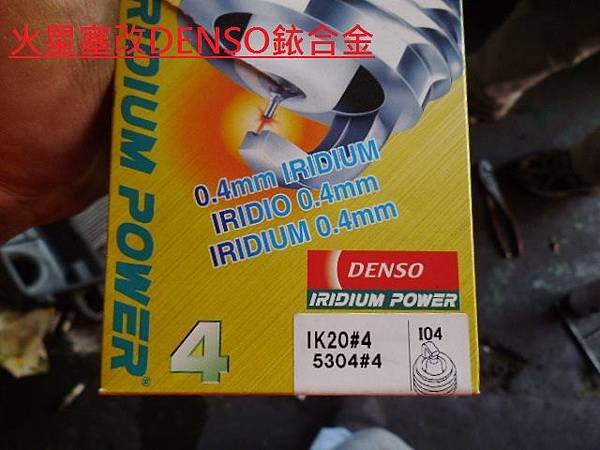 火星塞改DENSO銥合金
RIDIUM POWER®
0.4mm IRIDIUM
IRIDIO 0.4mm
IRIDIUM 0.4mm
DENSO
IRIDIUM POWER
4
IK20#4
5304#4
I04